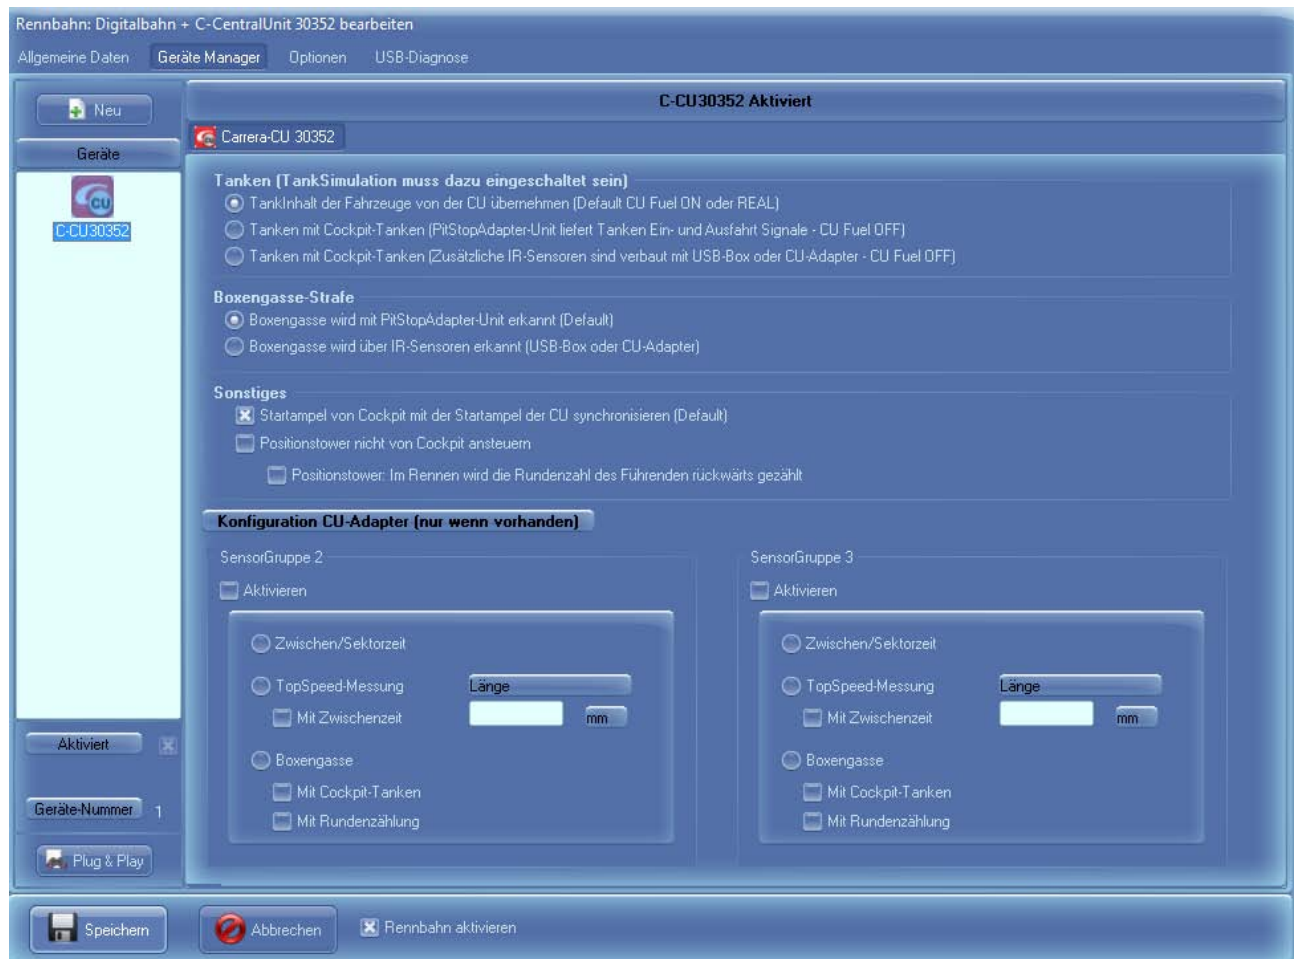 Rennbahn: Digitalbahn + C-CentralUnit 30352 bearbeiten
Allgemeine Daten Geräte Manager Optionen USB-Diagnose
Neu
Geräte
CU
C-CU30352
Aktiviert
Geräte-Nummer 1
Plug & Play
C-CU30352 Aktiviert
Carrera-CU 30352
Tanken (TankSimulation muss dazu eingeschaltet sein)
TankInhalt der Fahrzeuge von der CU übernehmen (Default CU Fuel ON oder REAL)
Tanken mit Cockpit-Tanken (PitStopAdapter-Unit liefert Tanken Ein- und Ausfahrt Signale - CU Fuel OFF)
Tanken mit Cockpit-Tanken (Zusätzliche IR-Sensoren sind verbaut mit USB-Box oder CU-Adapter - CU Fuel OFF)
Boxengasse-Strafe
Boxengasse wird mit PitStopAdapter-Unit erkannt (Default)
Boxengasse wird über IR-Sensoren erkannt (USB-Box oder CU-Adapter)
Sonstiges
Startampel von Cockpit mit der Startampel der CU synchronisieren (Default)
Positionstower nicht von Cockpit ansteuern
Positionstower: Im Rennen wird die Rundenzahl des Führenden rückwärts gezählt
Konfiguration CU-Adapter (nur wenn vorhanden)
SensorGruppe 2
Aktivieren
Zwischen/Sektorzeit
TopSpeed-Messung Länge
Mit Zwischenzeit mm
Boxengasse
Mit Cockpit-Tanken
Mit Rundenzählung
SensorGruppe 3
Aktivieren
Zwischen/Sektorzeit
TopSpeed-Messung Länge
Mit Zwischenzeit mm
Boxengasse
Mit Cockpit-Tanken
Mit Rundenzählung
Speichern Abbrechen Rennbahn aktivieren